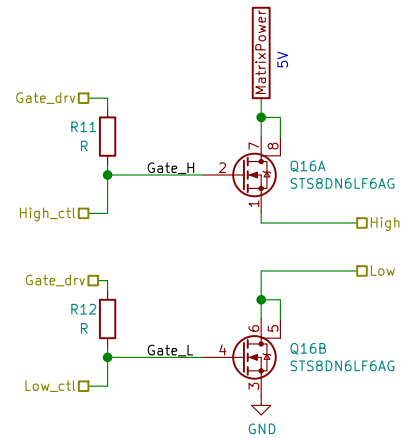 MatrixPower
5V
Gate_drv
R11
R
7
8
Gate_H
2
Q16A
STS8DN6LF6AG
1
High_ctl
High
Low
Gate_drv
R12
R
6
5
Gate_L
4
Q16B
STS8DN6LF6AG
3
Low_ctl
GND